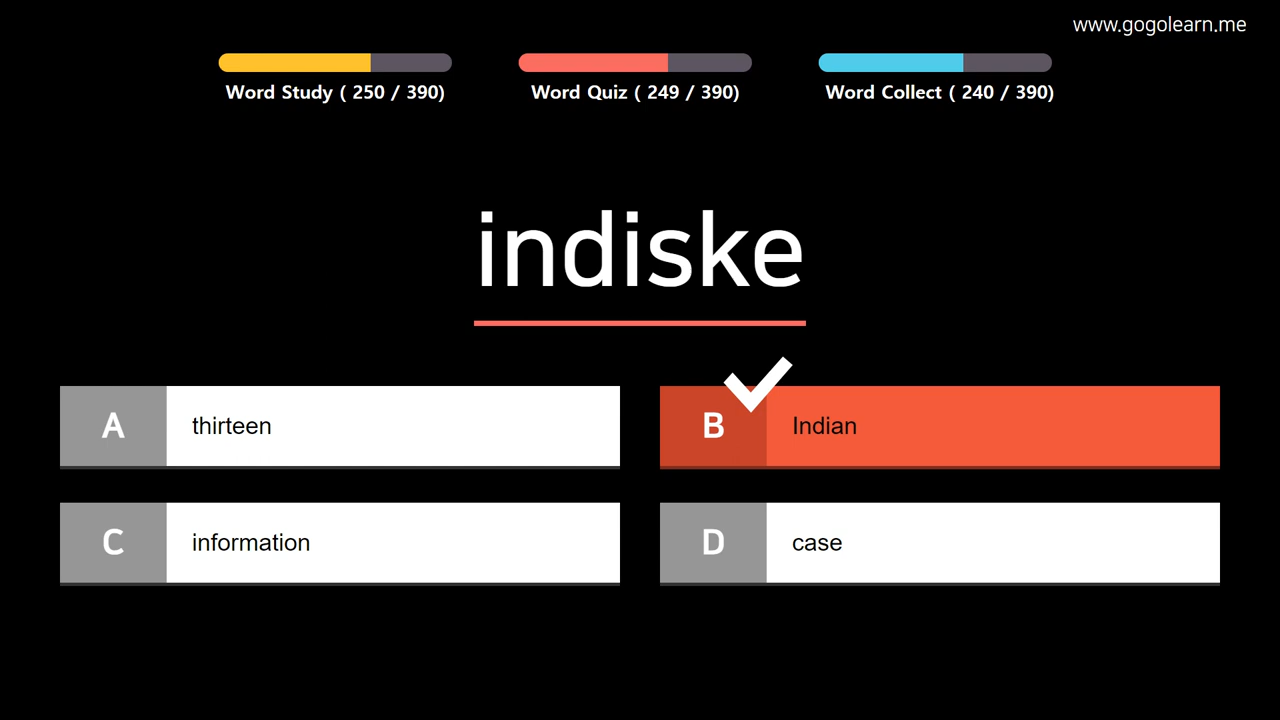 www.gogolearn.me
Word Study ( 250 / 390)
Word Quiz ( 249 / 390)
Word Collect ( 240 / 390)
indiske
A thirteen
B Indian
C information
D case